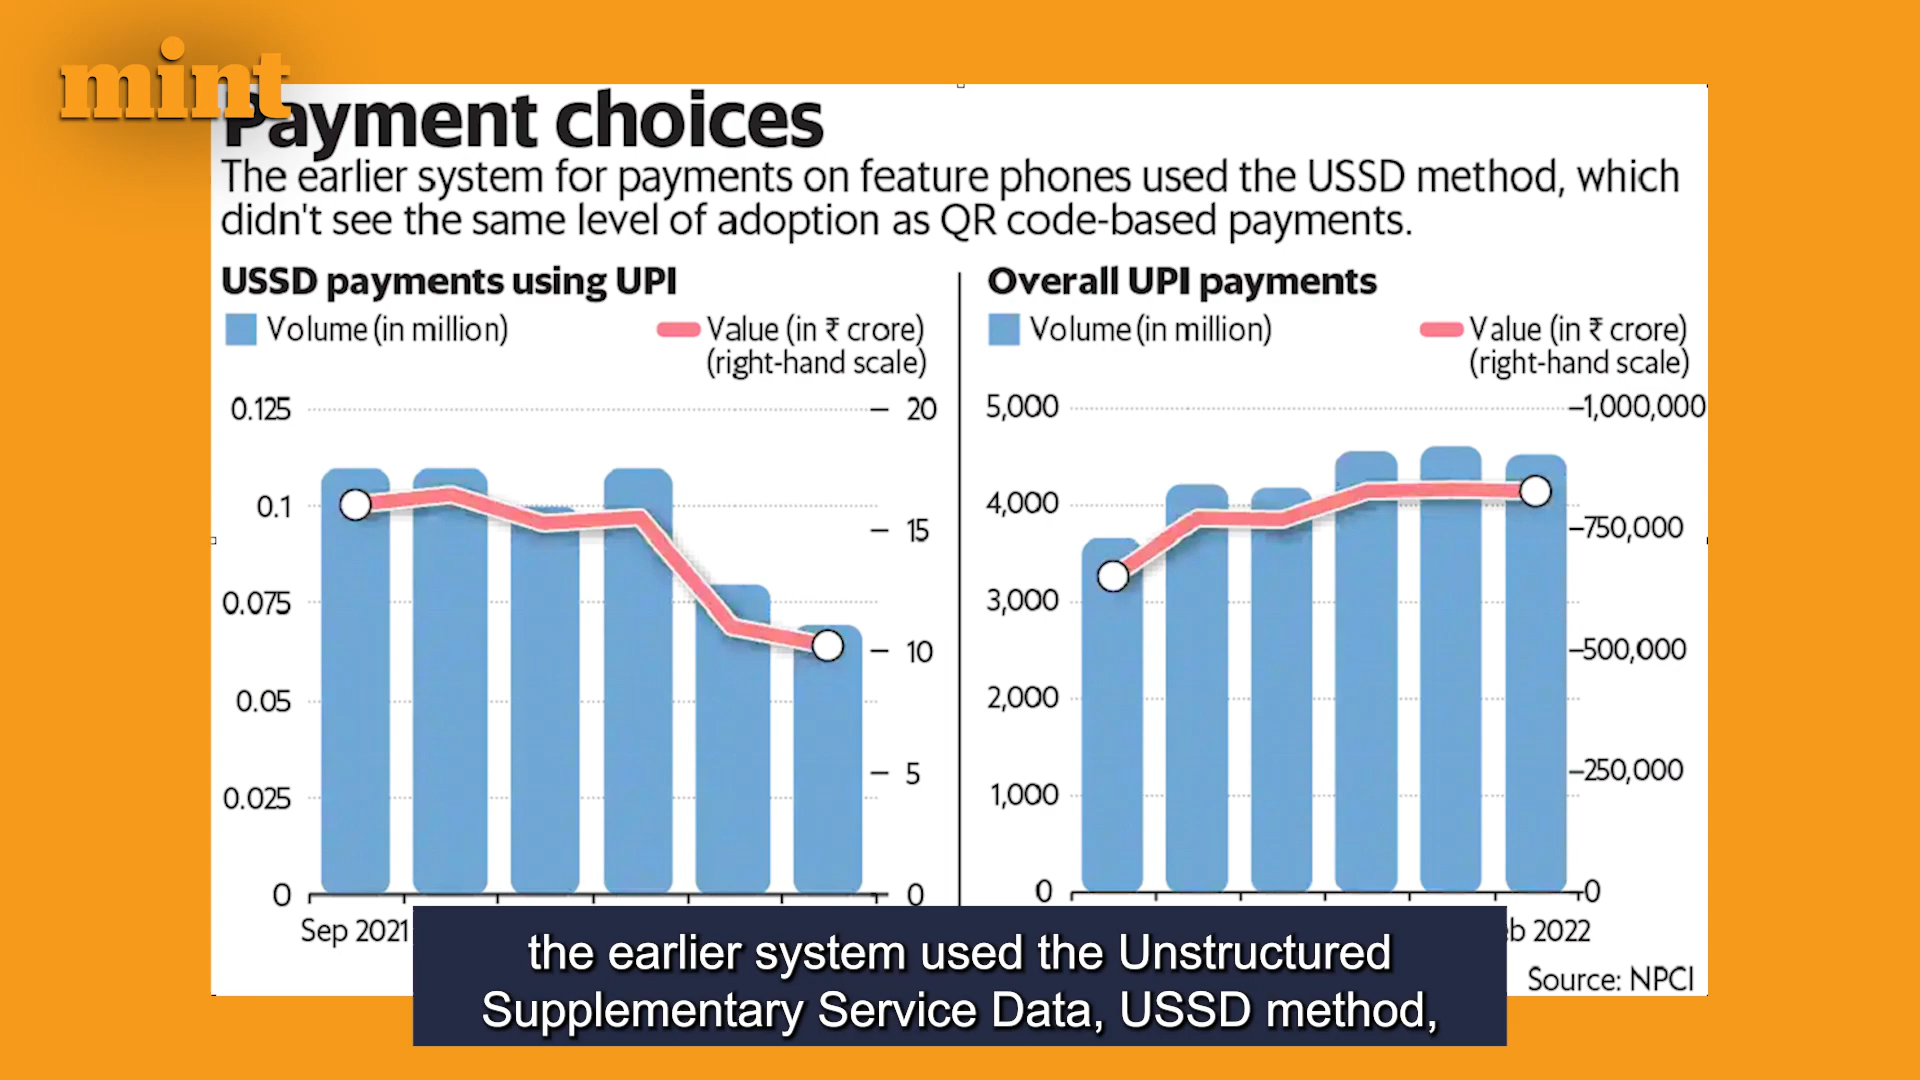 mint
Payment choices
The earlier system for payments on feature phones used the USSD method, which
didn't see the same level of adoption as QR code-based payments.
USSD payments using UPI
Volume (in million)
Value (in ₹ crore)
(right-hand scale)
0.125
0.1
0.075
0.05
0.025
0
20
15
10
5
0
Sep 2021
Overall UPI payments
Volume (in million)
Value (in ₹ crore)
(right-hand scale)
5,000
4,000
3,000
2,000
1,000
0
1,000,000
750,000
500,000
250,000
0
2022
Source: NPCI
the earlier system used the Unstructured
Supplementary Service Data, USSD method,